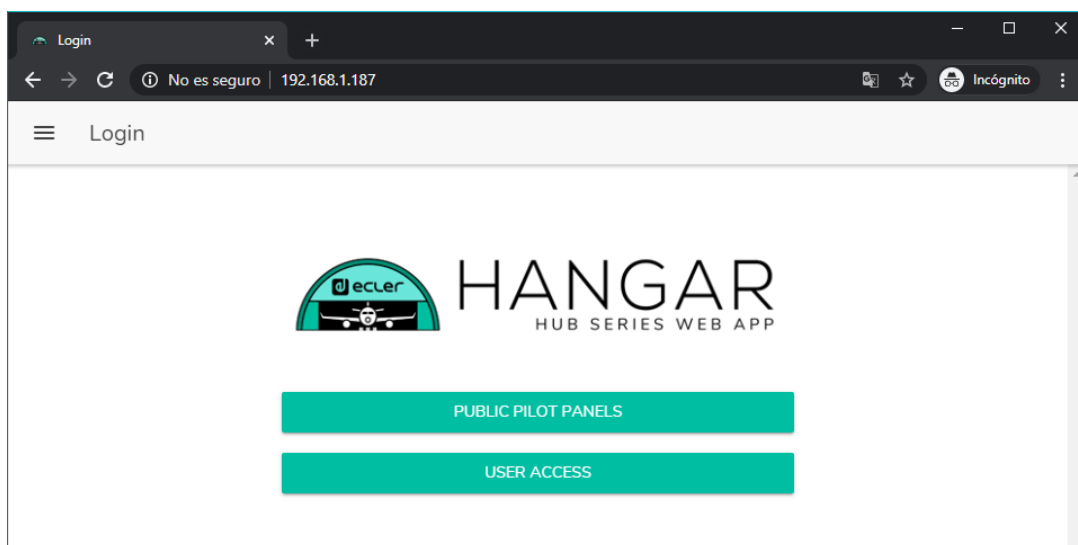 Login
No es seguro 192.168.1.187
Incógnito
Login
ecler
HANGAR
HUB SERIES WEB APP
PUBLIC PILOT PANELS
USER ACCESS